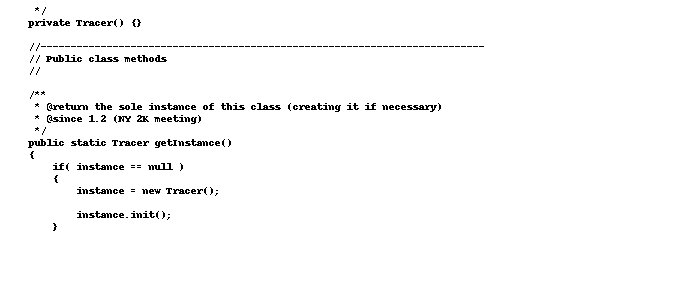 */
private Tracer() {}

//--------------------------------------------------------------------------
// Public class methods
//

/**
 * @return the sole instance of this class (creating it if necessary)
 * @since 1.2 (NY 2K meeting)
 */
public static Tracer getInstance()
{
    if( instance == null )
    {
        instance = new Tracer();

        instance.init();
    }